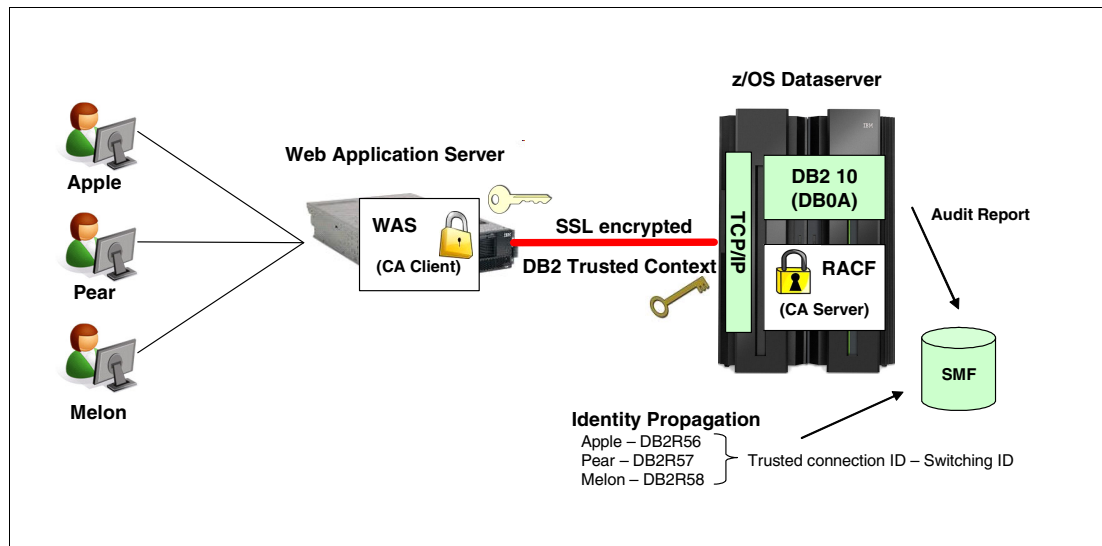 z/OS Dataserver
Web Application Server
Apple
Pear
Melon
WAS
(CA Client)
SSL encrypted
DB2 Trusted Context
TCP/IP
IBM
DB2 10
(DB0A)
RACF
(CA Server)
Audit Report
SMF
Identity Propagation
Apple – DB2R56
Pear – DB2R57
Melon – DB2R58
Trusted connection ID – Switching ID